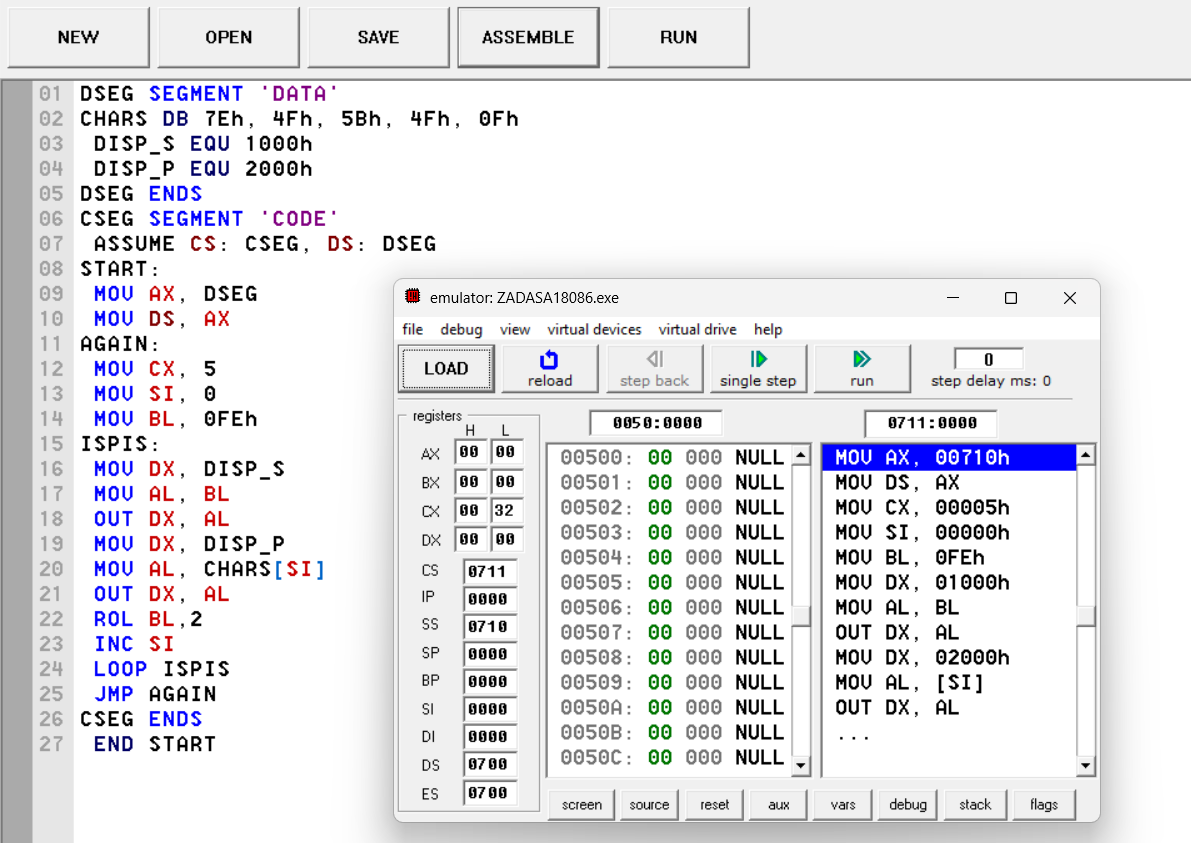 NEW OPEN SAVE ASSEMBLE RUN
01 DSEG SEGMENT 'DATA'
02 CHARS DB 7Eh, 4Fh, 5Bh, 4Fh, 0Fh
03 DISP_S EQU 1000h
04 DISP_P EQU 2000h
05 DSEG ENDS
06 CSEG SEGMENT 'CODE'
07 ASSUME CS: CSEG, DS: DSEG
08 START:
09 MOV AX, DSEG
10 MOV DS, AX
11 AGAIN:
12 MOV CX, 5
13 MOV SI, 0
14 MOV BL, 0FEh
15 ISPIS:
16 MOV DX, DISP_S
17 MOV AL, BL
18 OUT DX, AL
19 MOV DX, DISP_P
20 MOV AL, CHARS[SI]
21 OUT DX, AL
22 ROL BL,2
23 INC SI
24 LOOP ISPIS
25 JMP AGAIN
26 CSEG ENDS
27 END START
emulator: ZADASA18086.exe
file debug view virtual devices virtual drive help
LOAD reload step back single step run 0
step delay ms: 0
registers
H L
AX 00 00
BX 00 00
CX 00 32
DX 00 00
CS 0711
IP 0000
SS 0710
SP 0000
BP 0000
SI 0000
DI 0000
DS 0700
ES 0700
0050:0000
00500: 00 000 NULL
00501: 00 000 NULL
00502: 00 000 NULL
00503: 00 000 NULL
00504: 00 000 NULL
00505: 00 000 NULL
00506: 00 000 NULL
00507: 00 000 NULL
00508: 00 000 NULL
00509: 00 000 NULL
0050A: 00 000 NULL
0050B: 00 000 NULL
0050C: 00 000 NULL
0711:0000
MOV AX, 00710h
MOV DS, AX
MOV CX, 00005h
MOV SI, 00000h
MOV BL, 0FEh
MOV DX, 01000h
MOV AL, BL
OUT DX, AL
MOV DX, 02000h
MOV AL, [SI]
OUT DX, AL
...
screen source reset aux vars debug stack flags